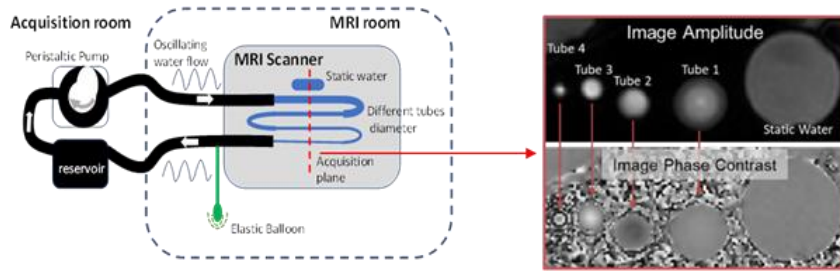 Acquisition room
MRI room
Peristaltic Pump
Oscillating
water flow
MRI Scanner
Static water
Different tubes
diameter
reservoir
Acquisition
plane
Elastic Balloon
Image Amplitude
Tube 4
Tube 3
Tube 2
Tube 1
Static Water
Image Phase Contrast